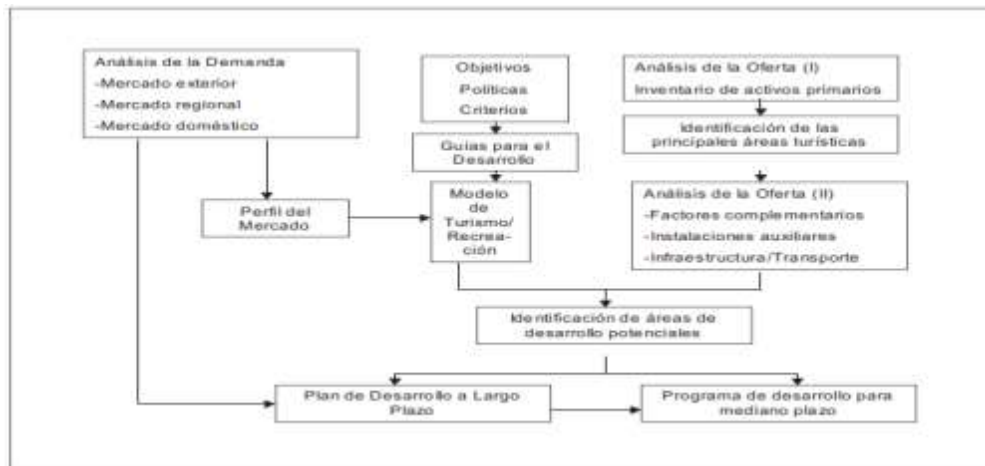 Análisis de la Demanda
-Mercado exterior
-Mercado regional
-Mercado doméstico
Objetivos
Políticas
Criterios
Análisis de la Oferta (I)
Inventario de activos primarios
Identificación de las
principales áreas turísticas
Guías para el
Desarrollo
Perfil del
Mercado
Modelo
de
Turismo/
Recrea-
ción
Análisis de la Oferta (II)
-Factores complementarios
-Instalaciones auxiliares
-Infraestructura/Transporte
Identificación de áreas de
desarrollo potenciales
Plan de Desarrollo a Largo
Plazo
Programa de desarrollo para
mediano plazo